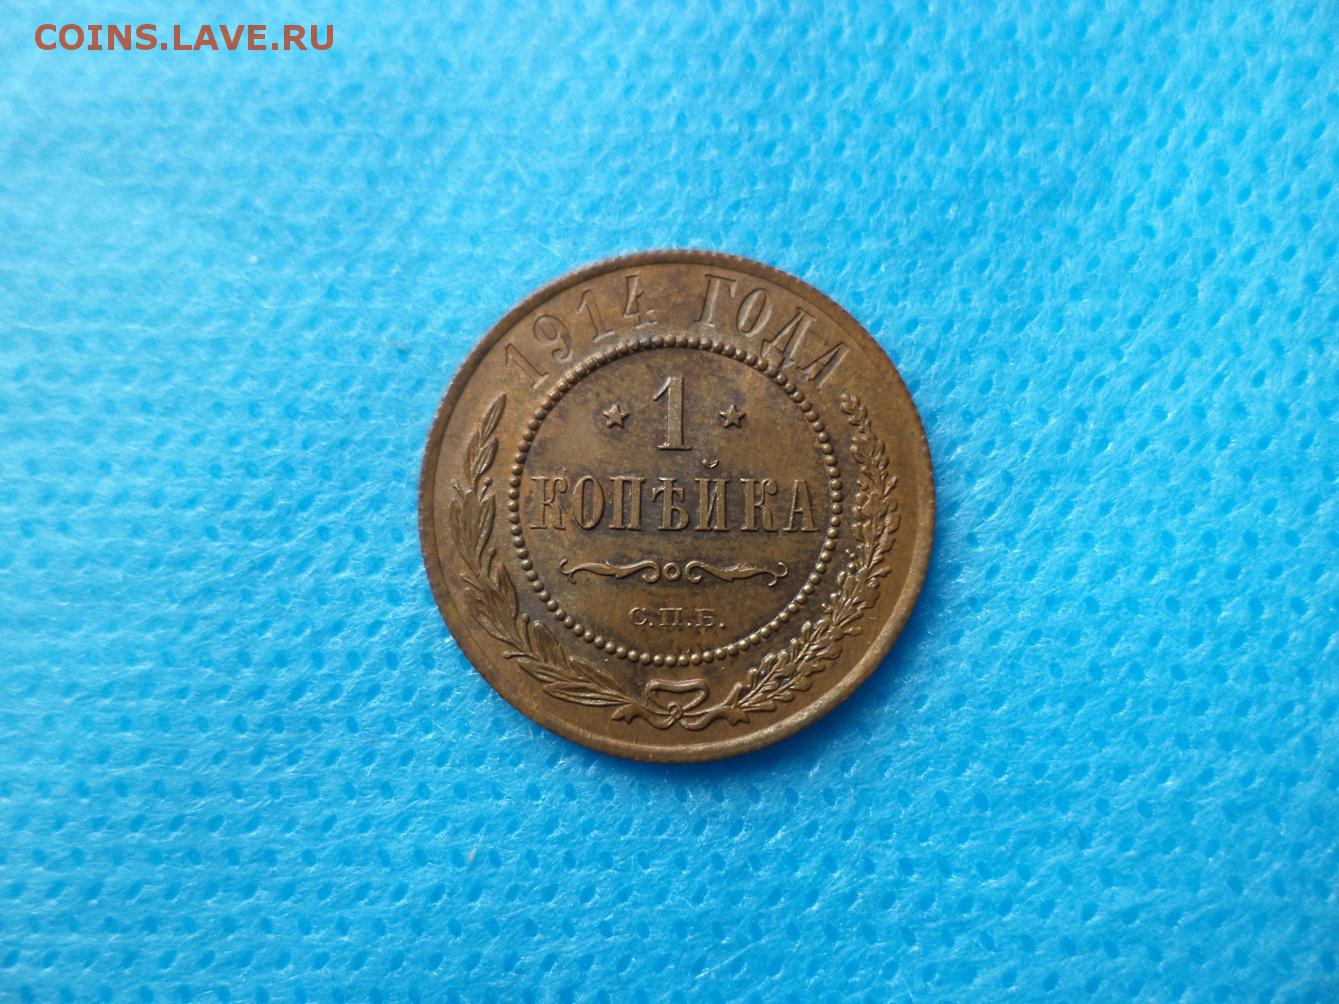 COINS.LAVE.RU
1914 ГОДА
1
КОПѢЙКА
С.П.Б.